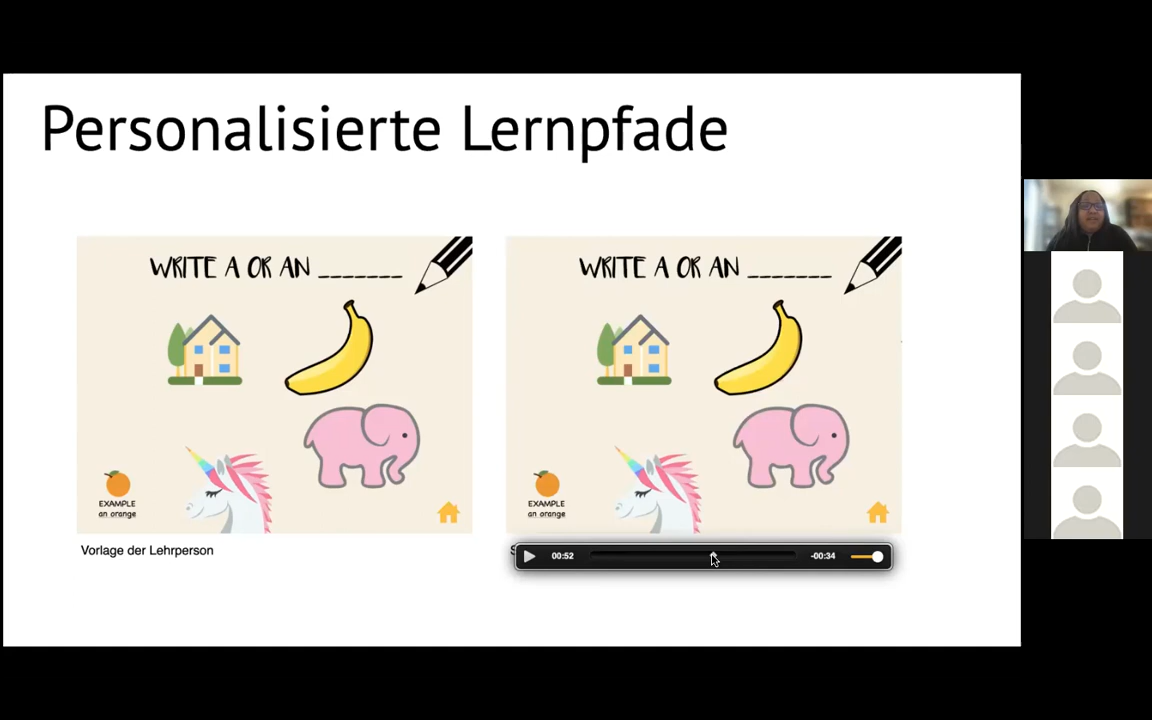 Personalisierte Lernpfade
WRITE A OR AN _______
EXAMPLE
an orange
Vorlage der Lehrperson
WRITE A OR AN _______
EXAMPLE
an orange
00:52
-00:34